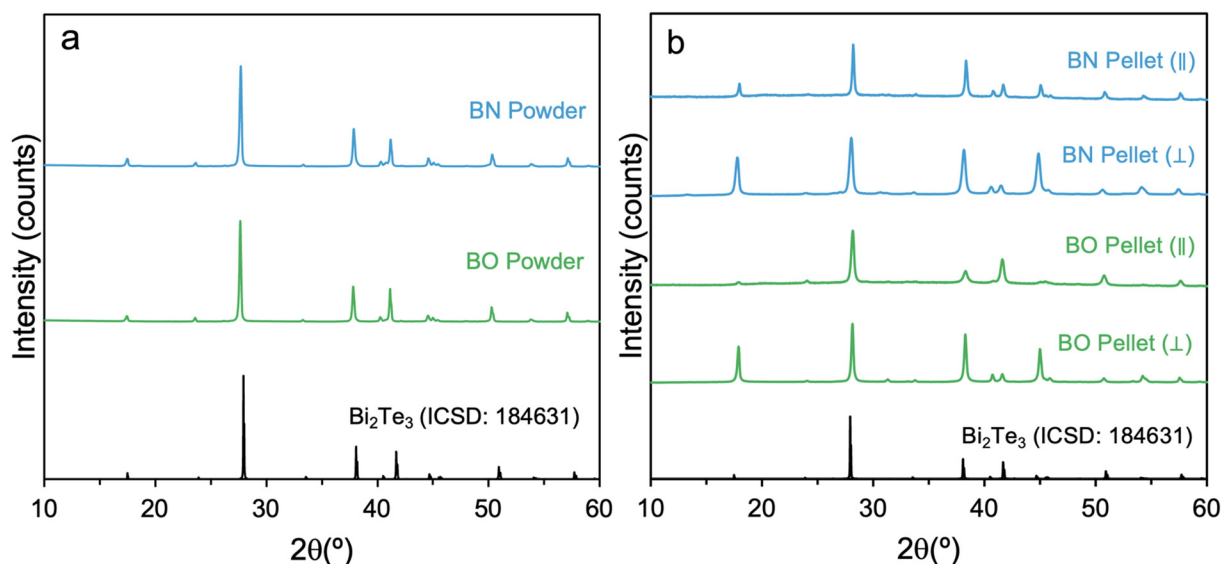 a
Intensity (counts)
BN Powder
BO Powder
Bi₂Te₃ (ICSD: 184631)
10 20 30 40 50 60
2θ(º)
b
Intensity (counts)
BN Pellet (∥)
BN Pellet (⊥)
BO Pellet (∥)
BO Pellet (⊥)
Bi₂Te₃ (ICSD: 184631)
10 20 30 40 50 60
2θ(º)